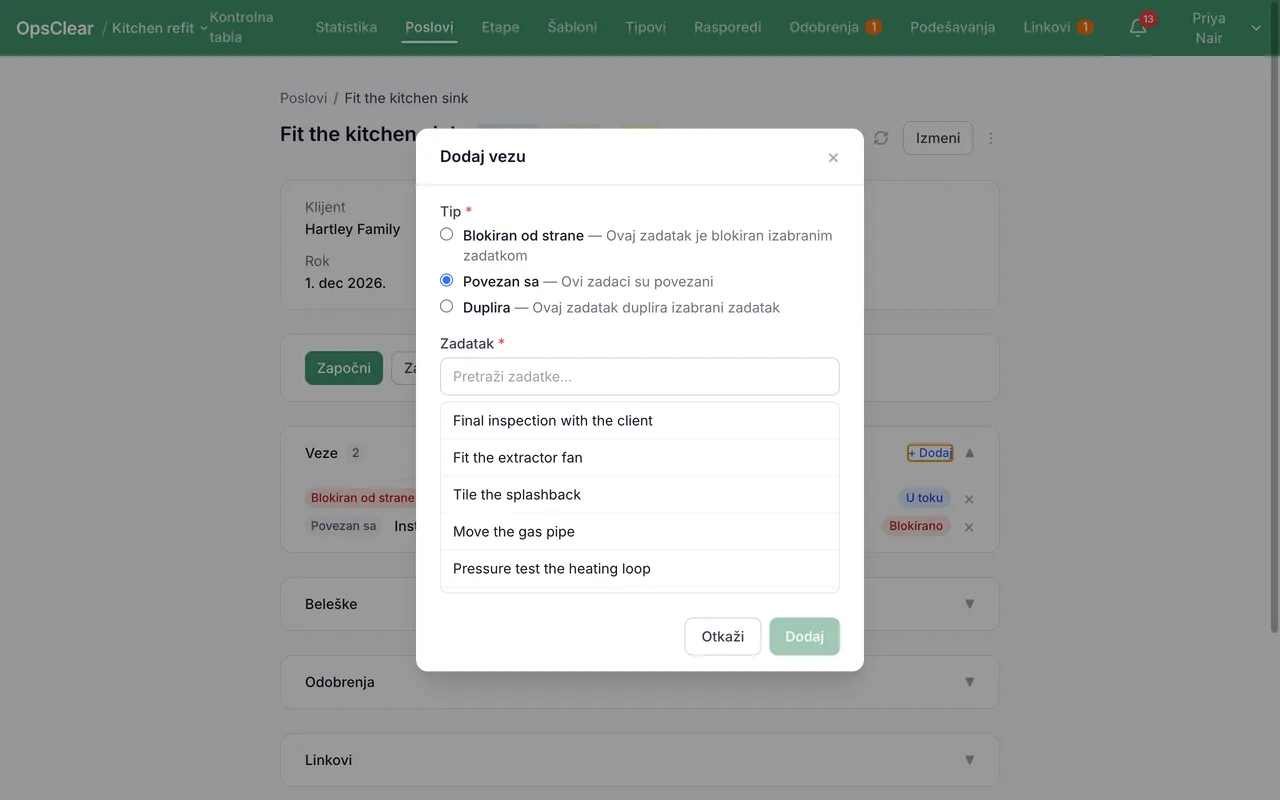 OpsClear / Kitchen refit
Kontrolna
tabla
Statistika
Poslovi
Etape
Šabloni
Tipovi
Rasporedi
Odobrenja 1
Podešavanja
Linkovi 1
13
Priya
Nair
Poslovi / Fit the kitchen sink
Fit the kitchen
Izmeni
Klijent
Hartley Family
Rok
1. dec 2026.
Započni
Veze 2
+ Dodaj
Blokiran od strane
U toku
Povezan sa
Blokirano
Beleške
Odobrenja
Linkovi
Dodaj vezu
Tip *
Blokiran od strane — Ovaj zadatak je blokiran izabranim
zadatkom
Povezan sa — Ovi zadaci su povezani
Duplira — Ovaj zadatak duplira izabrani zadatak
Zadatak *
Pretraži zadatke...
Final inspection with the client
Fit the extractor fan
Tile the splashback
Move the gas pipe
Pressure test the heating loop
Otkaži
Dodaj